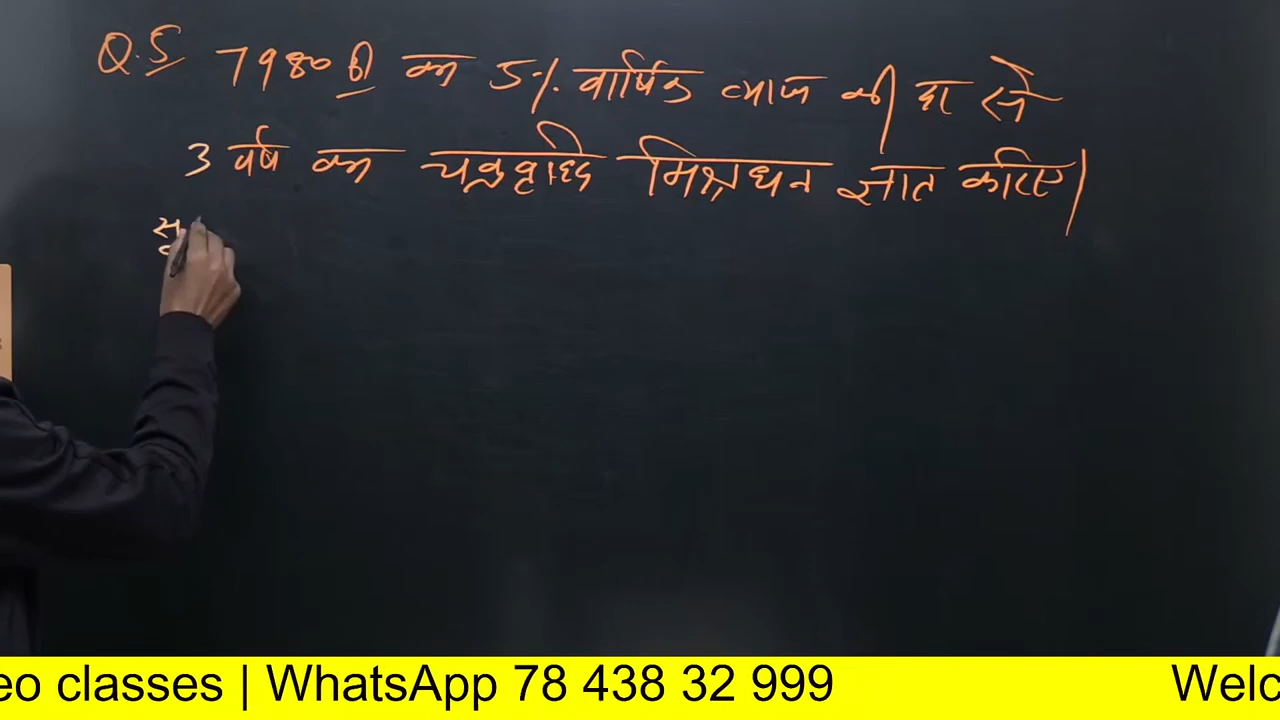 Q.5 7980 रु का 5% वार्षिक ब्याज की दर से
3 वर्ष का चक्रवृद्धि मिश्रधन ज्ञात करिए।
सू
eo classes | WhatsApp 78 438 32 999 Welc